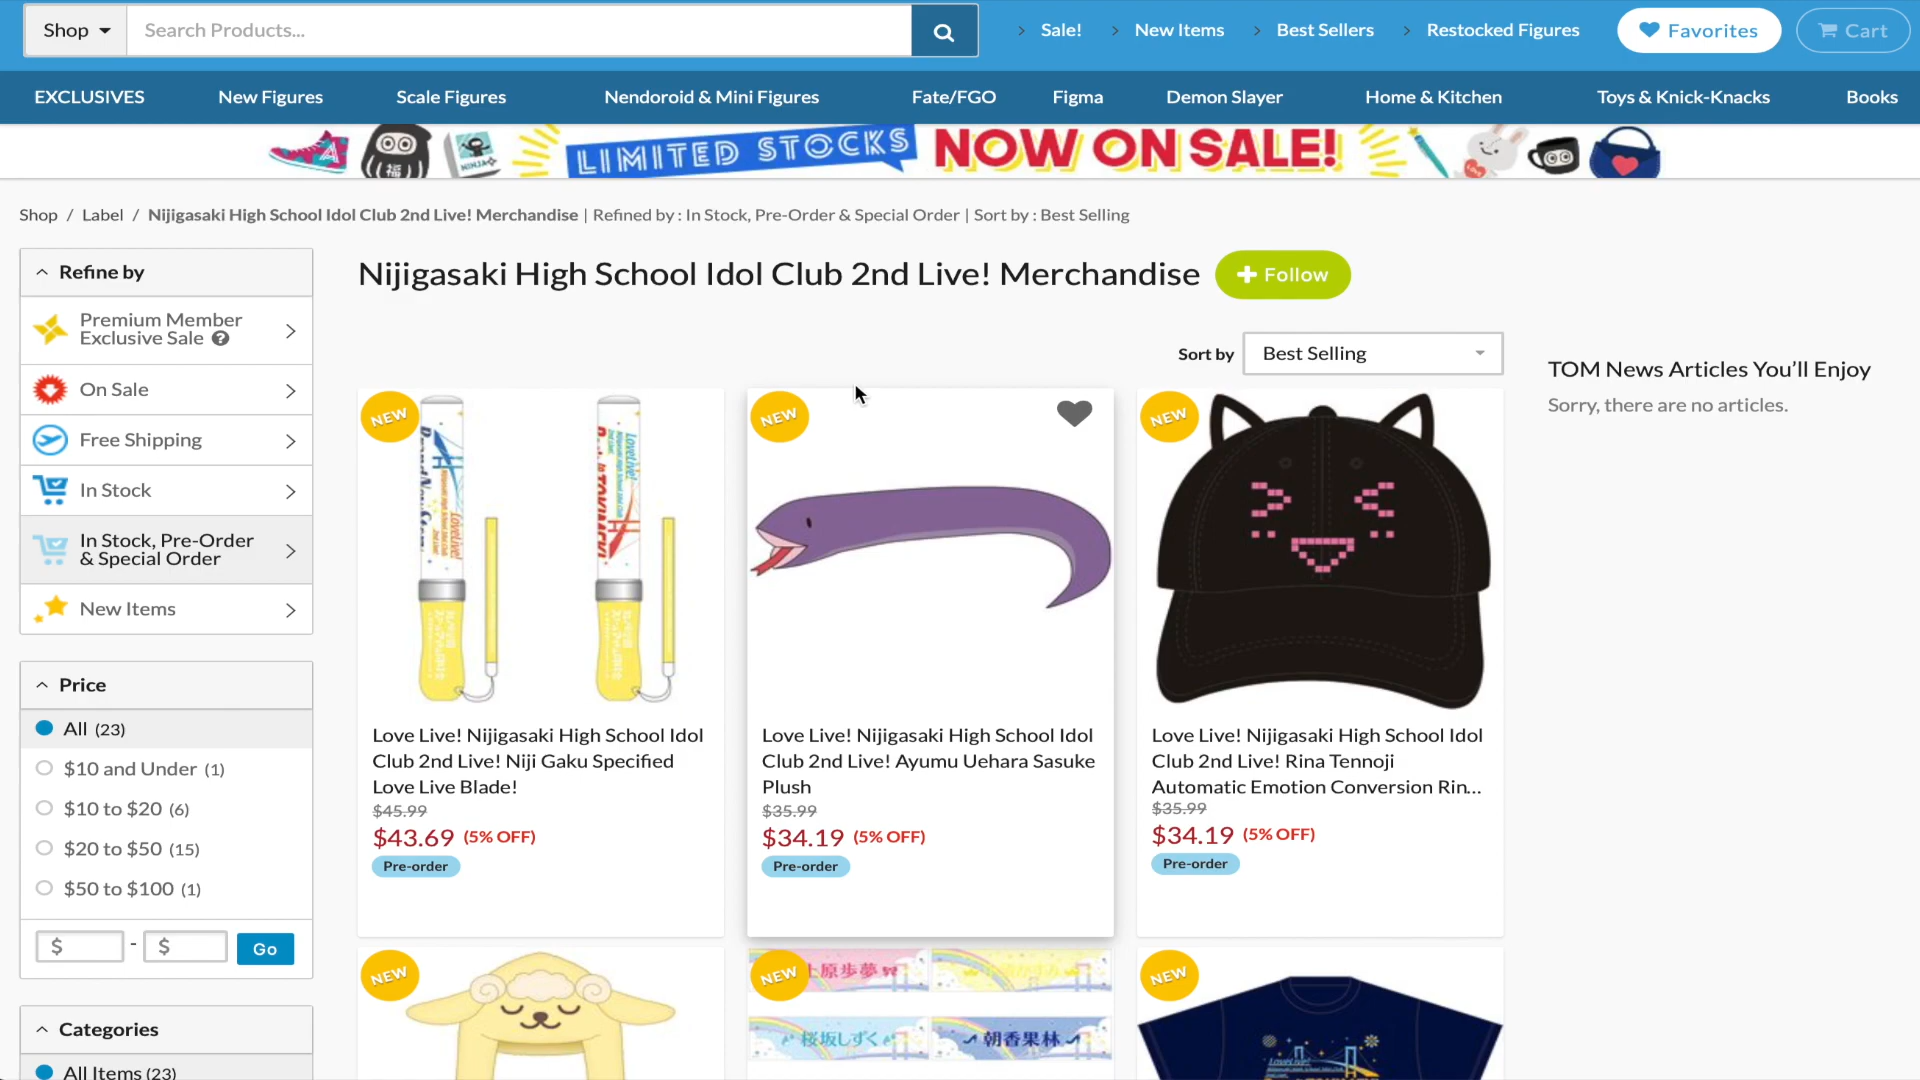 Shop
Search Products...
Sale!
New Items
Best Sellers
Restocked Figures
Favorites
Cart
EXCLUSIVES
New Figures
Scale Figures
Nendoroid & Mini Figures
Fate/FGO
Figma
Demon Slayer
Home & Kitchen
Toys & Knick-Knacks
Books
福
NINJA
LIMITED STOCKS
NOW ON SALE!
Shop / Label / Nijigasaki High School Idol Club 2nd Live! Merchandise | Refined by : In Stock, Pre-Order & Special Order | Sort by : Best Selling
Refine by
Premium Member
Exclusive Sale ?
On Sale
Free Shipping
In Stock
In Stock, Pre-Order
& Special Order
New Items
Price
All (23)
$10 and Under (1)
$10 to $20 (6)
$20 to $50 (15)
$50 to $100 (1)
$ - $ Go
Categories
All Items (23)
Nijigasaki High School Idol Club 2nd Live! Merchandise
Follow
Sort by
Best Selling
TOM News Articles You'll Enjoy
Sorry, there are no articles.
NEW
Love Live! Nijigasaki High School Idol
Club 2nd Live! Niji Gaku Specified
Love Live Blade!
$45.99
$43.69 (5% OFF)
Pre-order
NEW
Love Live! Nijigasaki High School Idol
Club 2nd Live! Ayumu Uehara Sasuke
Plush
$35.99
$34.19 (5% OFF)
Pre-order
NEW
Love Live! Nijigasaki High School Idol
Club 2nd Live! Rina Tennoji
Automatic Emotion Conversion Rin...
$35.99
$34.19 (5% OFF)
Pre-order
NEW
NEW
上原歩夢
桜坂しずく
朝香果林
NEW
LoveLive!